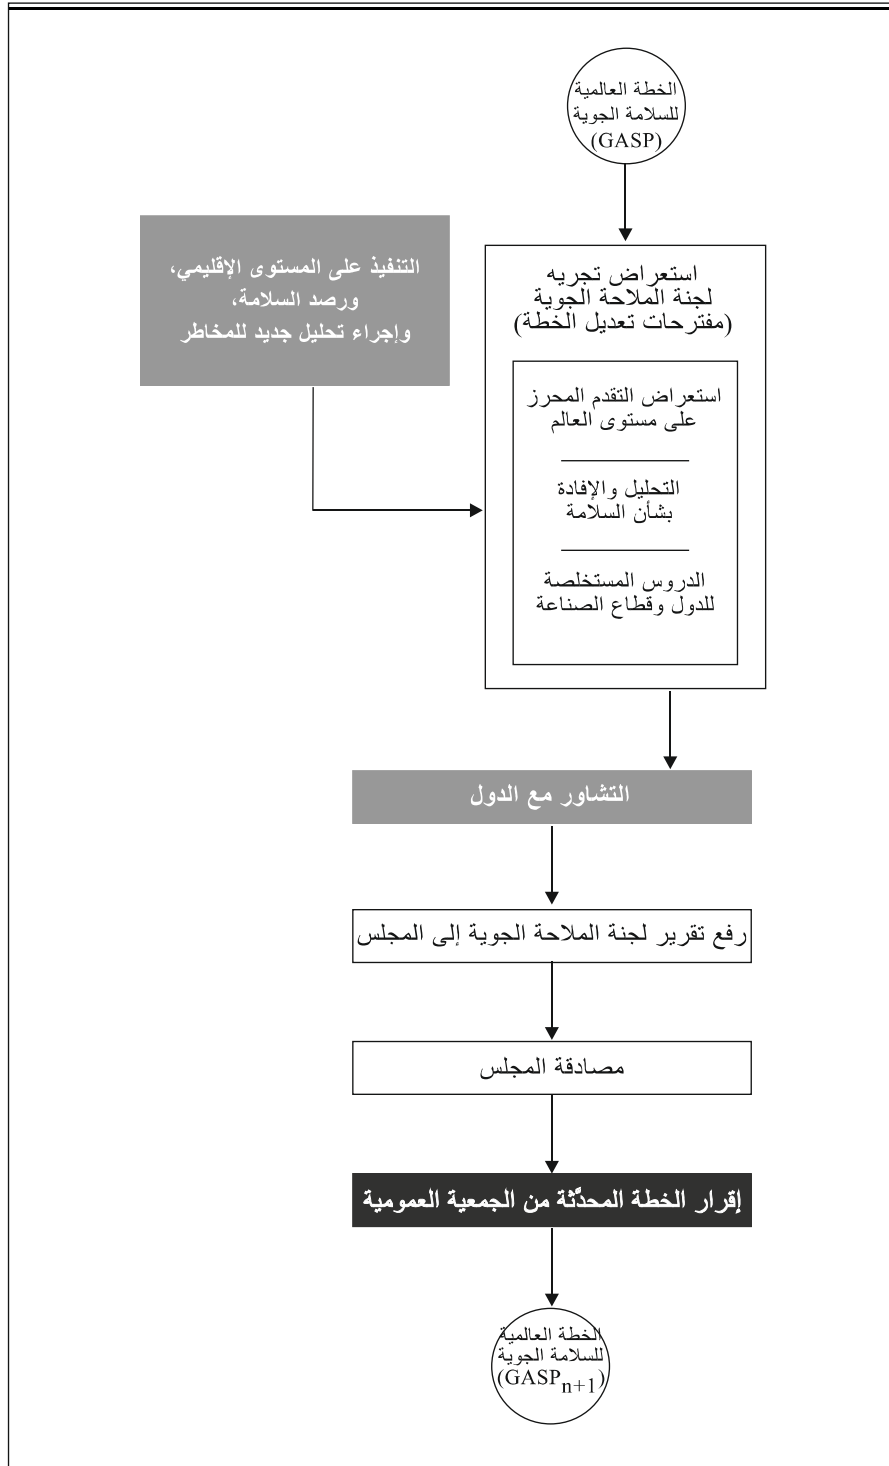 الخطة العالمية
للسلامة الجوية
(GASP)
التنفيذ على المستوى الإقليمي،
ورصد السلامة،
وإجراء تحليل جديد للمخاطر
استعراض تجريه
لجنة الملاحة الجوية
(مفترحات تعديل الخطة)
استعراض التقدم المحرز
على مستوى العالم
التحليل والإفادة
بشأن السلامة
الدروس المستخلصة
للدول وقطاع الصناعة
التشاور مع الدول
رفع تقرير لجنة الملاحة الجوية إلى المجلس
مصادقة المجلس
إقرار الخطة المحدَّثة من الجمعية العمومية
الخطة العالمية
للسلامة الجوية
(GASPn+1)